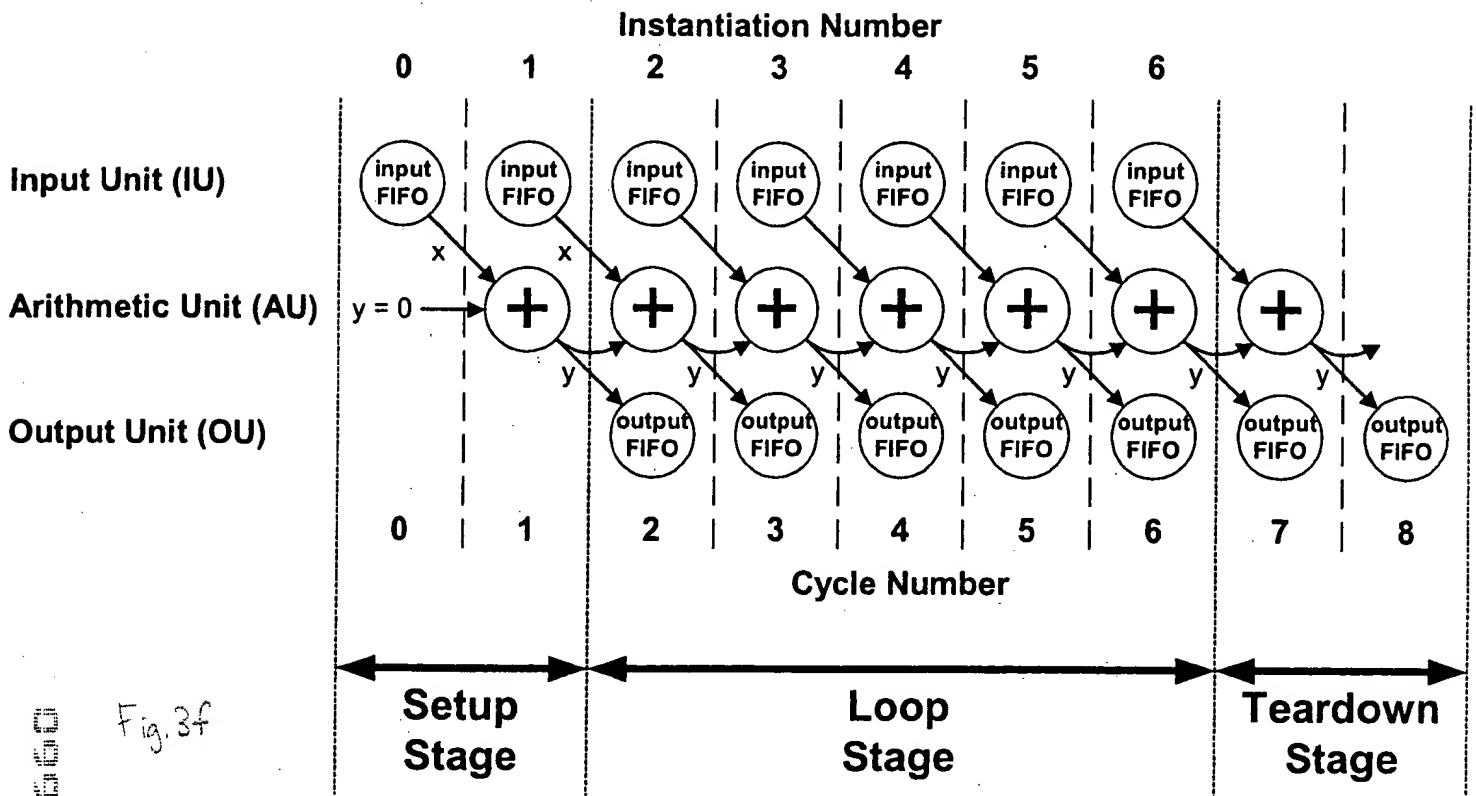 Instantiation Number
0 1 2 3 4 5 6
input FIFO input FIFO input FIFO input FIFO input FIFO input FIFO input FIFO
Input Unit (IU)
x x
Arithmetic Unit (AU) y = 0 + + + + + + +
y y y y y y y
Output Unit (OU)
output FIFO output FIFO output FIFO output FIFO output FIFO output FIFO output FIFO
0 1 2 3 4 5 6 7 8
Cycle Number
Setup Stage
Loop Stage
Teardown Stage
Fig. 3f